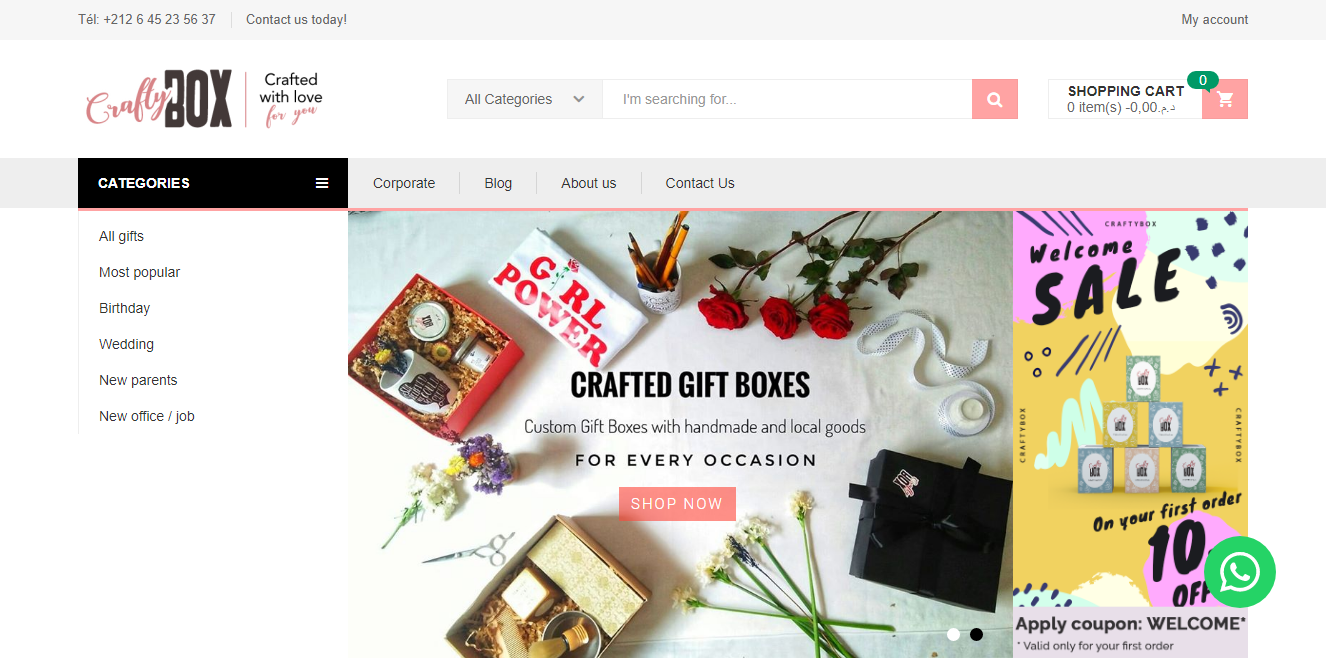 Tél: +212 6 45 23 56 37
Contact us today!
My account
Crafty BOX
Crafted
with love
for you
All Categories
I'm searching for...
SHOPPING CART
0 item(s) -0,00.د.م
0
CATEGORIES
Corporate
Blog
About us
Contact Us
All gifts
Most popular
Birthday
Wedding
New parents
New office / job
GIRL
POWER
CRAFTED GIFT BOXES
Custom Gift Boxes with handmade and local goods
FOR EVERY OCCASION
SHOP NOW
CRAFTYBOX
Welcome
SALE
CRAFTYBOX
CRAFTYBOX
On your first order
10
OFF
Apply coupon: WELCOME*
* Valid only for your first order